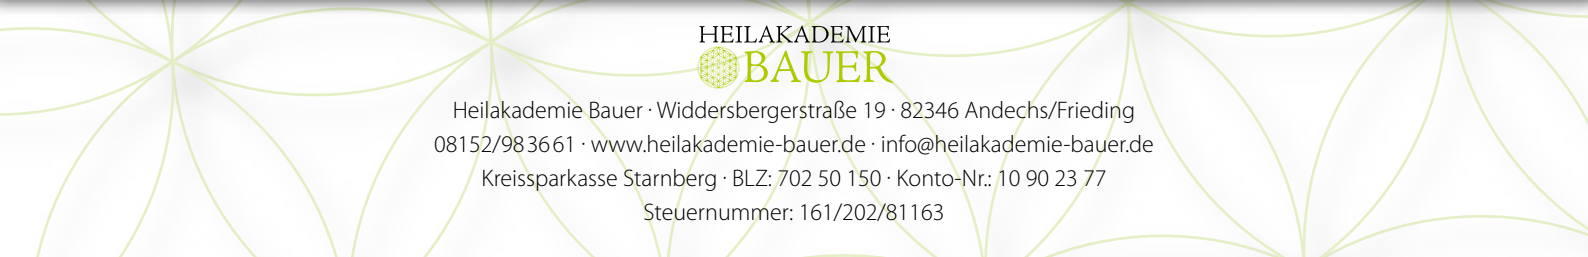 HEILAKADEMIE
BAUER
Heilakademie Bauer · Widdersbergerstraße 19 · 82346 Andechs/Frieding
08152/983661 · www.heilakademie-bauer.de · info@heilakademie-bauer.de
Kreissparkasse Starnberg · BLZ: 702 50 150 · Konto-Nr.: 10 90 23 77
Steuernummer: 161/202/81163